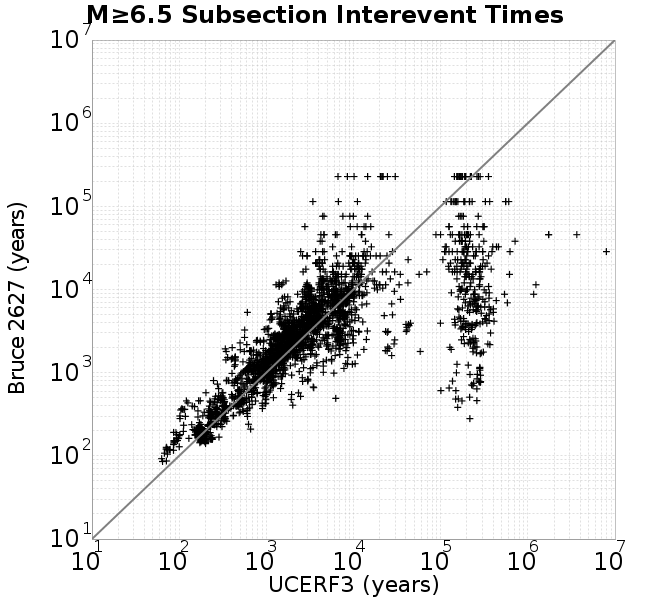 M≥6.5 Subsection Interevent Times
10^7
10^6
10^5
10^4
10^3
10^2
10^1
Bruce 2627 (years)
10^1 10^2 10^3 10^4 10^5 10^6 10^7
UCERF3 (years)